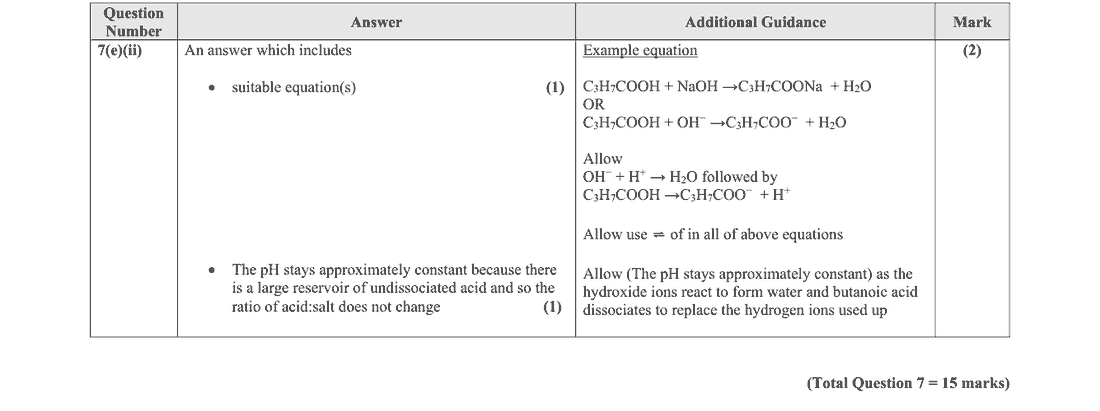 Question Number Answer Additional Guidance Mark
7(e)(ii) An answer which includes Example equation (2)
• suitable equation(s) (1) C₃H₇COOH + NaOH →C₃H₇COONa + H₂O
OR
C₃H₇COOH + OH⁻ →C₃H₇COO⁻ + H₂O
Allow
OH⁻ + H⁺ → H₂O followed by
C₃H₇COOH →C₃H₇COO⁻ + H⁺
Allow use ⇌ of in all of above equations
• The pH stays approximately constant because there
is a large reservoir of undissociated acid and so the
ratio of acid:salt does not change (1)
Allow (The pH stays approximately constant) as the
hydroxide ions react to form water and butanoic acid
dissociates to replace the hydrogen ions used up
(Total Question 7 = 15 marks)